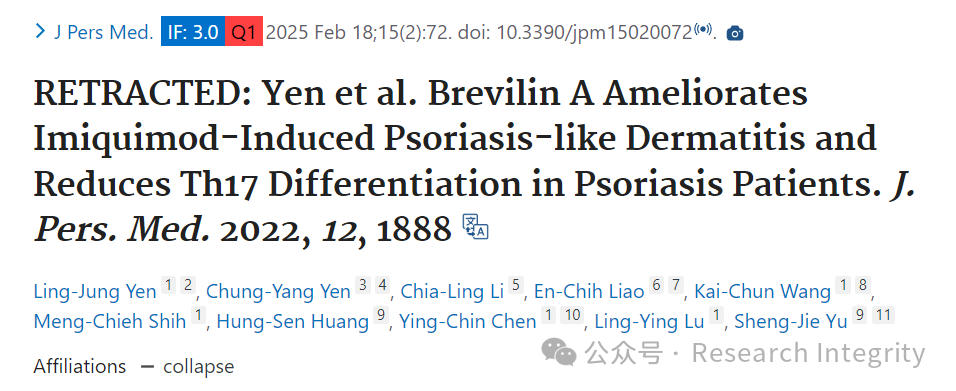 J Pers Med. IF: 3.0 Q1 2025 Feb 18;15(2):72. doi: 10.3390/jpm15020072.
RETRACTED: Yen et al. Brevilin A Ameliorates
Imiquimod-Induced Psoriasis-like Dermatitis and
Reduces Th17 Differentiation in Psoriasis Patients. J.
Pers. Med. 2022, 12, 1888 文A
Ling-Jung Yen 1 2, Chung-Yang Yen 3 4, Chia-Ling Li 5, En-Chih Liao 6 7, Kai-Chun Wang 1 8,
Meng-Chieh Shih 1, Hung-Sen Huang 9, Ying-Chin Chen 1 10, Ling-Ying Lu 1, Sheng-Jie Yu 9 11
公众号 · Research Integrity
Affiliations − collapse